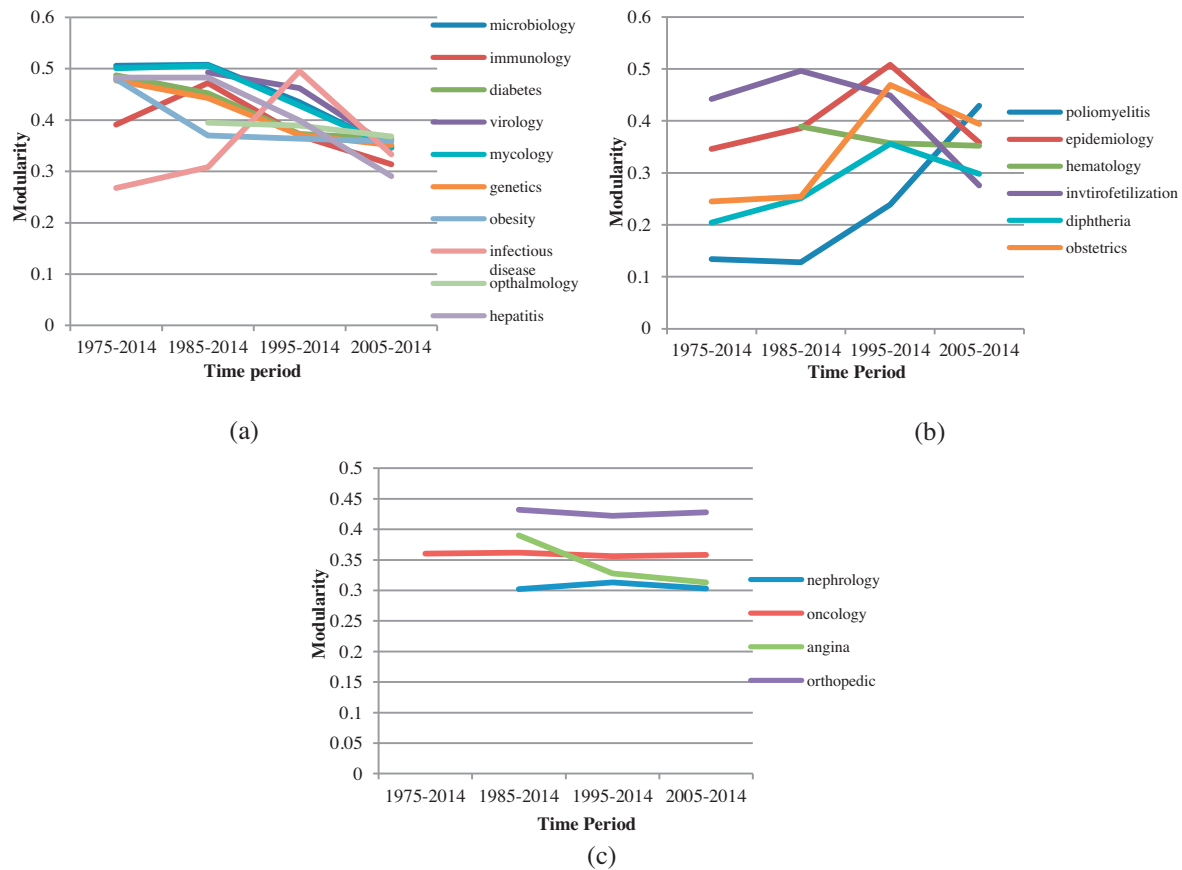 0.6
0.5
0.4
0.3
0.2
0.1
0
Modularity
1975-2014 1985-2014 1995-2014 2005-2014
Time period
microbiology
immunology
diabetes
virology
mycology
genetics
obesity
infectious
disease
opthalmology
hepatitis
(a)
0.6
0.5
0.4
0.3
0.2
0.1
0
Modularity
1975-2014 1985-2014 1995-2014 2005-2014
Time Period
poliomyelitis
epidemiology
hematology
invtirofetilization
diphtheria
obstetrics
(b)
0.5
0.45
0.4
0.35
0.3
0.25
0.2
0.15
0.1
0.05
0
Modularity
1975-2014 1985-2014 1995-2014 2005-2014
Time Period
nephrology
oncology
angina
orthopedic
(c)